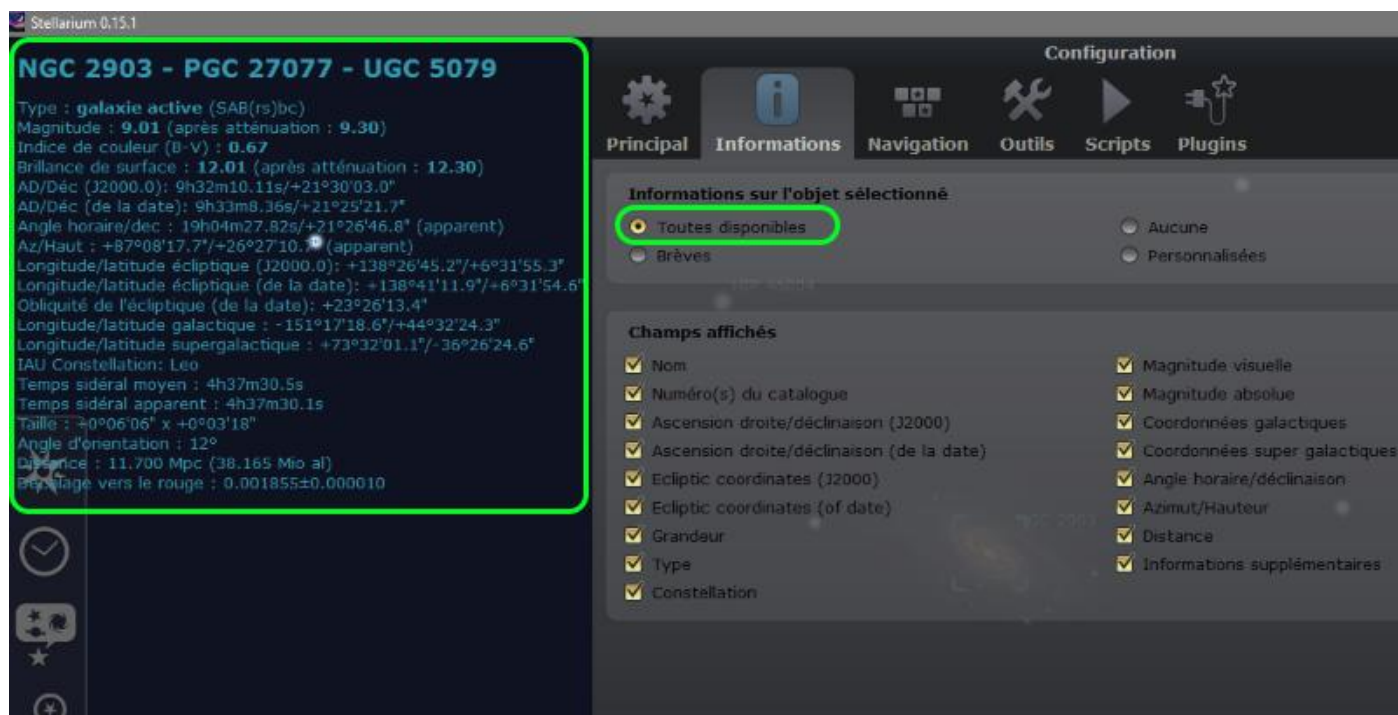 Stellarium 0.15.1
NGC 2903 - PGC 27077 - UGC 5079
Type : galaxie active (SAB(rs)bc)
Magnitude : 9.01 (après atténuation : 9.30)
Indice de couleur (B-V) : 0.67
Brillance de surface : 12.01 (après atténuation : 12.30)
AD/Déc (J2000.0): 9h32m10.11s/+21°30'03.0"
AD/Déc (de la date): 9h33m8.36s/+21°25'21.7"
Angle horaire/dec : 19h04m27.82s/+21°26'46.8" (apparent)
Az/Haut : +87°08'17.7"/+26°27'10. (apparent)
Longitude/latitude écliptique (J2000.0): +138°26'45.2"/+6°31'55.3"
Longitude/latitude écliptique (de la date): +138°41'11.9"/+6°31'54.6"
Obliquité de l'écliptique (de la date): +23°26'13.4"
Longitude/latitude galactique : -151°17'18.6"/+44°32'24.3"
Longitude/latitude supergalactique : +73°32'01.1"/-36°26'24.6"
IAU Constellation: Leo
Temps sidéral moyen : 4h37m30.5s
Temps sidéral apparent : 4h37m30.1s
Taille : +0°06'06" x +0°03'18"
Angle d'orientation : 12°
Distance : 11.700 Mpc (38.165 Mio al)
Décalage vers le rouge : 0.001855±0.000010
Configuration
Principal Informations Navigation Outils Scripts Plugins
Informations sur l'objet sélectionné
Toutes disponibles Aucune
Brèves Personnalisées
Champs affichés
Nom Magnitude visuelle
Numéro(s) du catalogue Magnitude absolue
Ascension droite/déclinaison (J2000) Coordonnées galactiques
Ascension droite/déclinaison (de la date) Coordonnées super galactiques
Ecliptic coordinates (J2000) Angle horaire/déclinaison
Ecliptic coordinates (of date) Azimut/Hauteur
NGC 2903
Grandeur Distance
Type Informations supplémentaires
Constellation